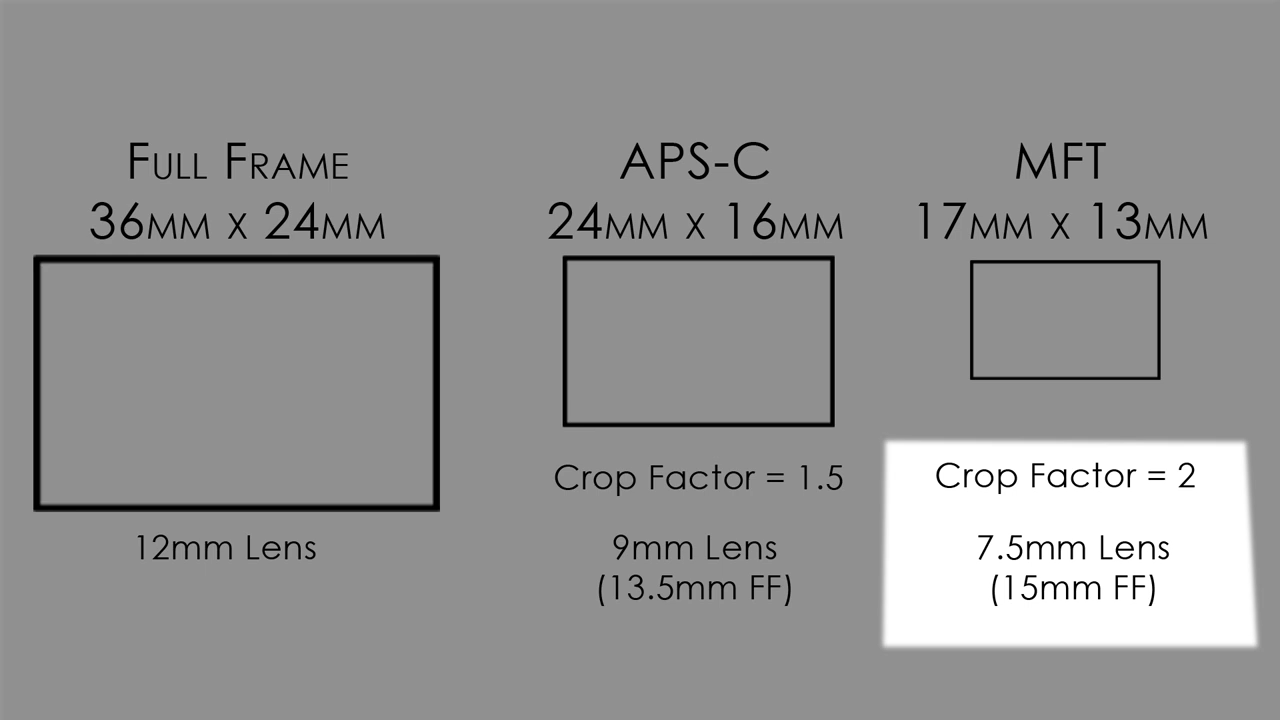 Full Frame
36mm x 24mm
12mm Lens
APS-C
24mm x 16mm
Crop Factor = 1.5
9mm Lens
(13.5mm FF)
MFT
17mm x 13mm
Crop Factor = 2
7.5mm Lens
(15mm FF)